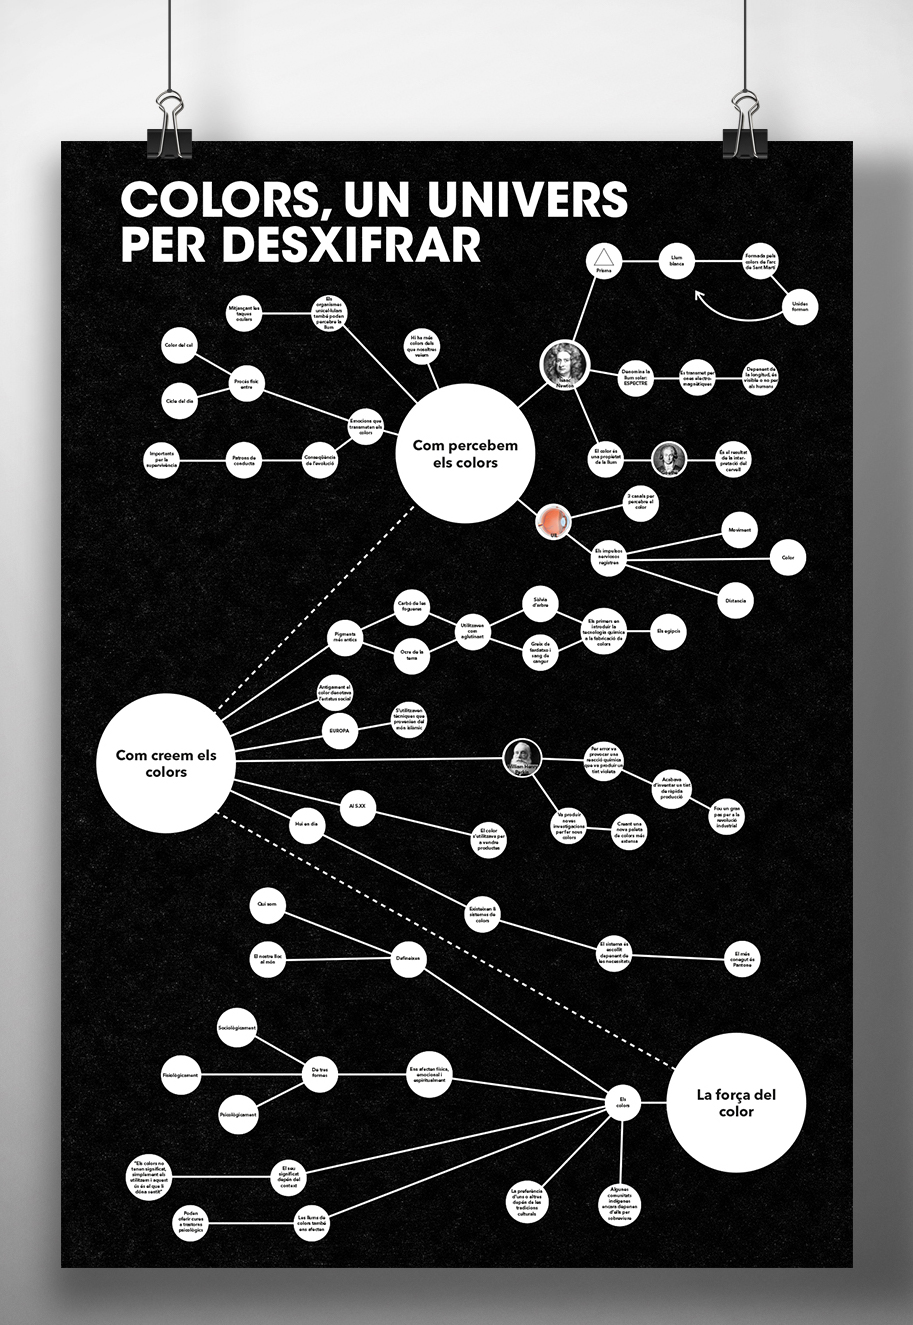 COLORS, UN UNIVERS
PER DESXIFRAR
Prisma
Llum
blanca
Formada pels
colors de l'arc
de Sant Martí
Unides
formen
Mitjançant les
taques
oculars
Els
organismes
unicel·lulars
també poden
percebre la
llum
Hi ha més
colors dels
que nosaltres
veiem
Color del cel
Procés físic
entre
Cicle del dia
Emocions que
transmeten els
colors
Importants
per la
supervivència
Patrons de
conducta
Conseqüència
de l'evolució
Com percebem
els colors
Isaac
Newton
Denomina la
llum solar:
ESPECTRE
Es transmet per
ones electro-
magnètiques
Depenent de
la longitud, és
visible o no per
als humans
El color és
una propietat
de la llum
És el resultat
de la inter-
pretació del
cervell
3 canals per
percebre el
color
Els impulsos
nerviosos
registren
Moviment
Color
Distància
Pigments
més antics
Carbó de les
fogueres
Ocre de la
terra
Utilitzaven
com
aglutinant
Sàlvia
d'arbre
Greix de
tardatxo i
sang de
cangur
Els primers en
introduir la
tecnologia química
a la fabricació de
colors
Els egipcis
Antigament el
color denotava
l'estatus social
EUROPA
S'utilitzaven
tècniques que
provenien del
món islàmic
Com creem els
colors
William Henry
Perkin
Per error va
provocar una
reacció química
que va produir un
tint violeta
Acabava
d'inventar un tint
de ràpida
producció
Fou un gran
pas per a la
revolució
industrial
Va produir
noves
investigacions
per fer nous
colors
Creant una
nova paleta
de colors més
extensa
Al S.XX
Hui en dia
El color
s'utilitzava per
a vendre
productes
Existeixen 5
sistemes de
colors
El sistema és
escollit
depenent de
les necessitats
El més
conegut és
Pantone
Qui som
El nostre lloc
al món
Defineixen
Sociològicament
Fisiològicament
Psicològicament
De tres
formes
Ens afecten física,
emocional i
espiritualment
Els
colors
La força del
color
"Els colors no
tenen significat,
simplement els
utilitzem i aquest
ús és el que li
dóna sentit"
El seu
significat
depén del
context
Poden
oferir cures
a trastorns
psicològics
Les llums de
colors també
ens afecten
La preferència
d'uns o altres
depén de les
tradicions
culturals
Algunes
comunitats
indígenes
encara depenen
d'ells per
sobreviure